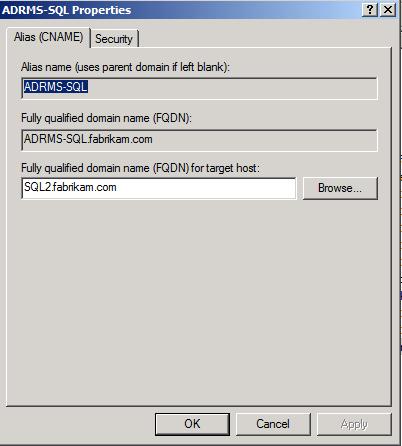 ADRMS-SQL Properties
Alias (CNAME) Security
Alias name (uses parent domain if left blank):
ADRMS-SQL
Fully qualified domain name (FQDN):
ADRMS-SQL.fabrikam.com
Fully qualified domain name (FQDN) for target host:
SQL2.fabrikam.com Browse...
OK Cancel Apply